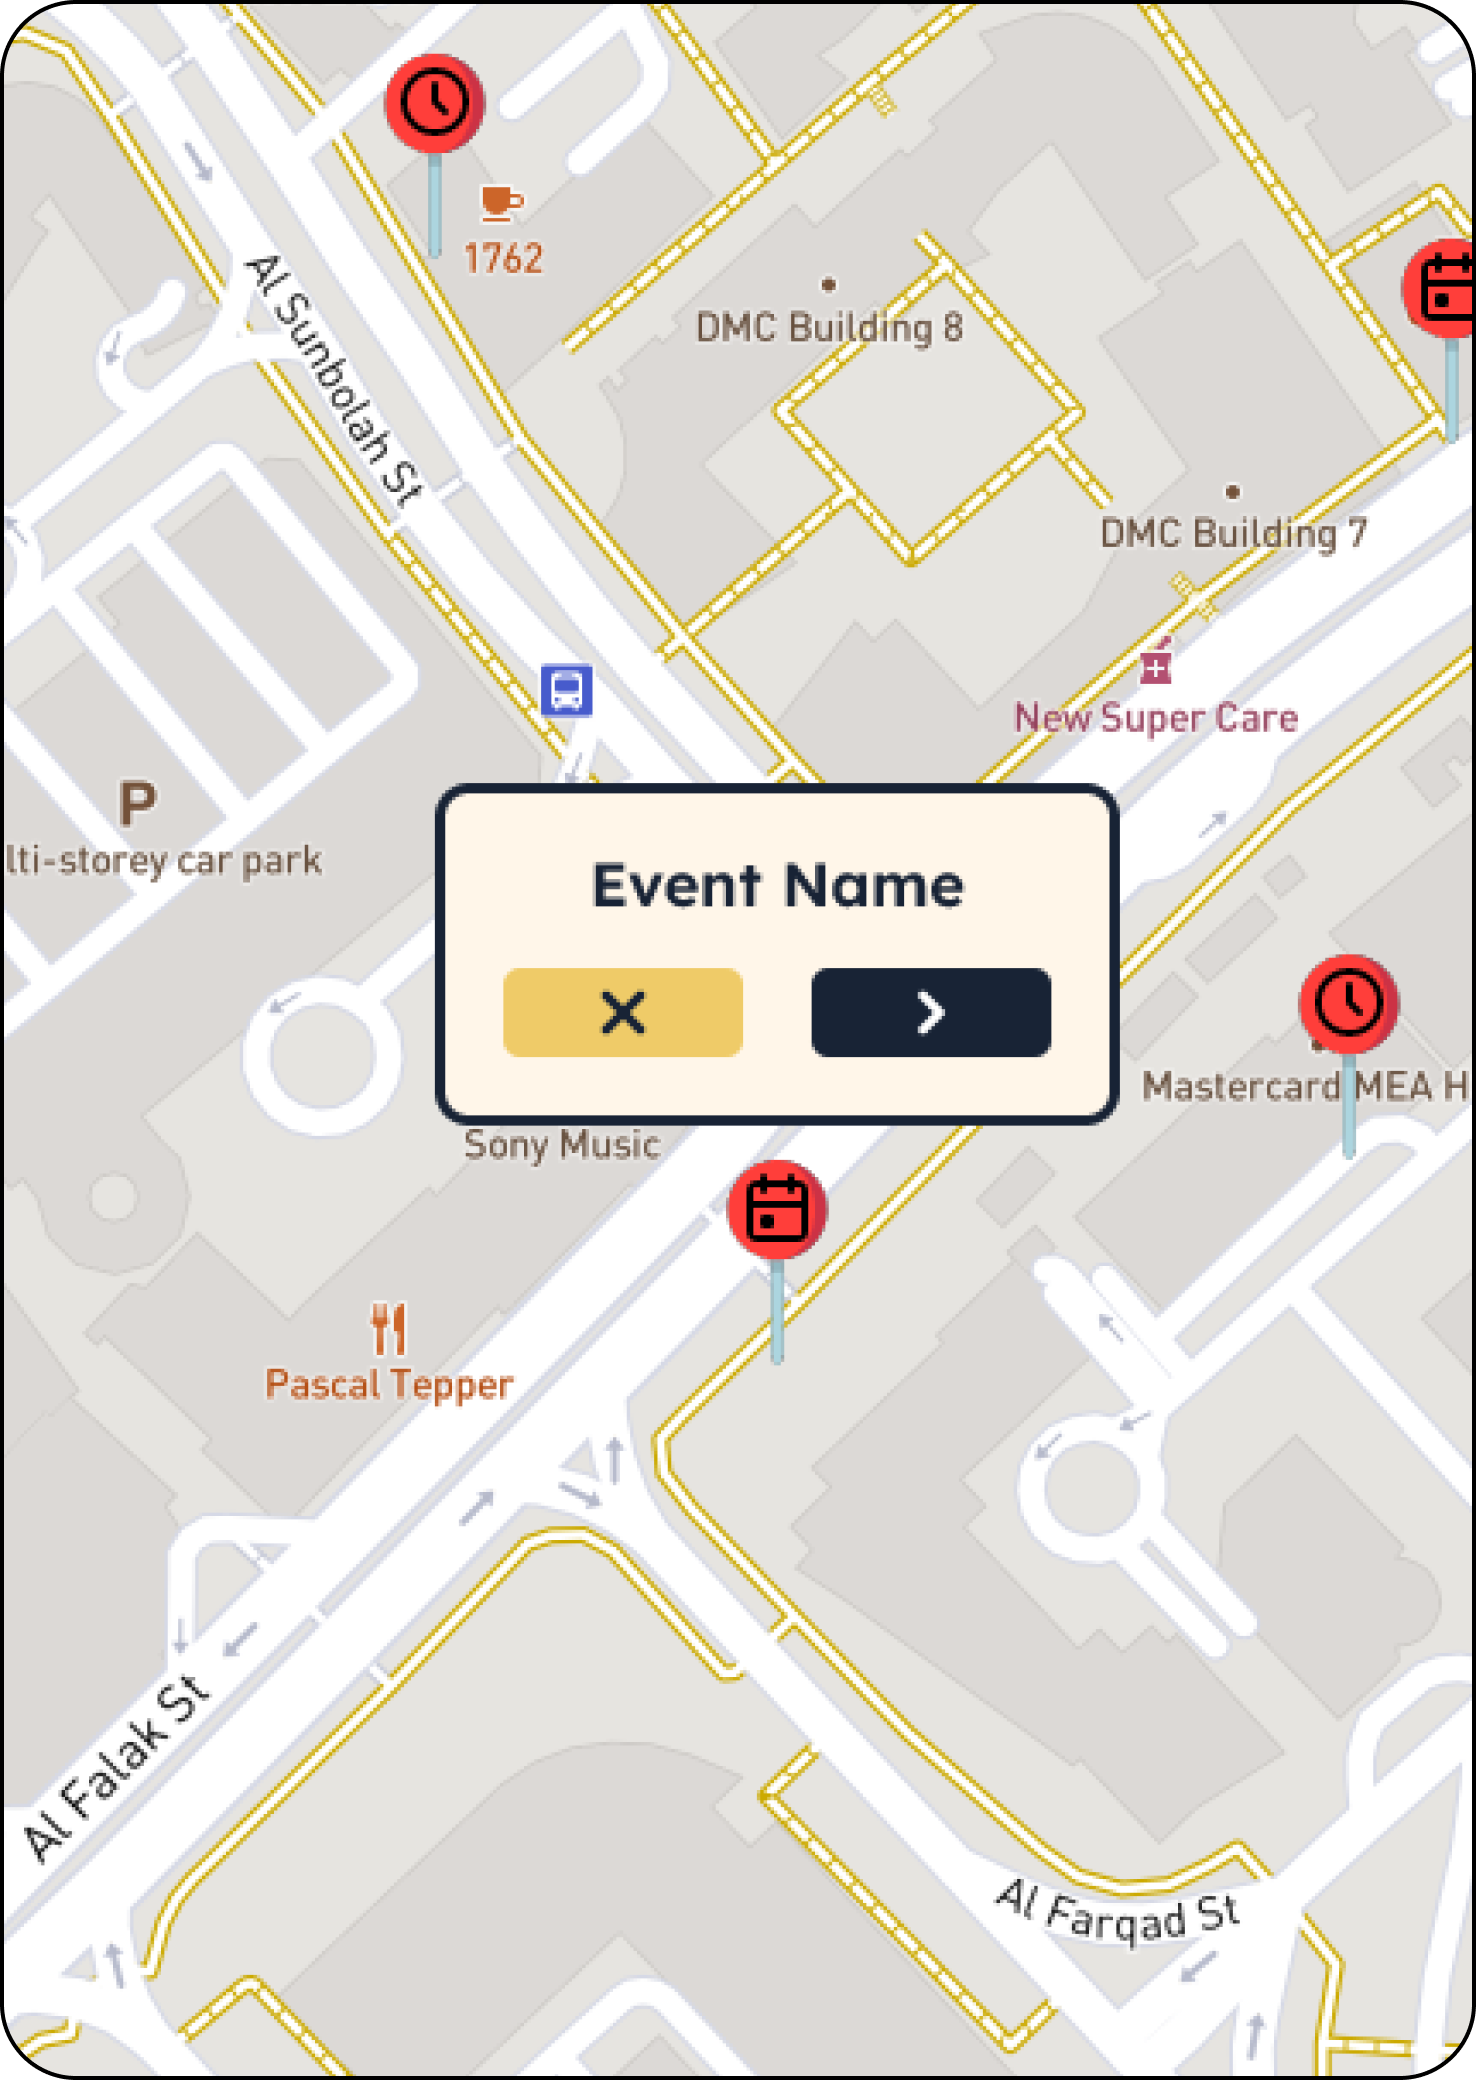 1762
Al Sunbolah St
DMC Building 8
DMC Building 7
New Super Care
P
lti-storey car park
Event Name
Mastercard MEA H
Sony Music
Pascal Tepper
Al Falak St
Al Farqad St